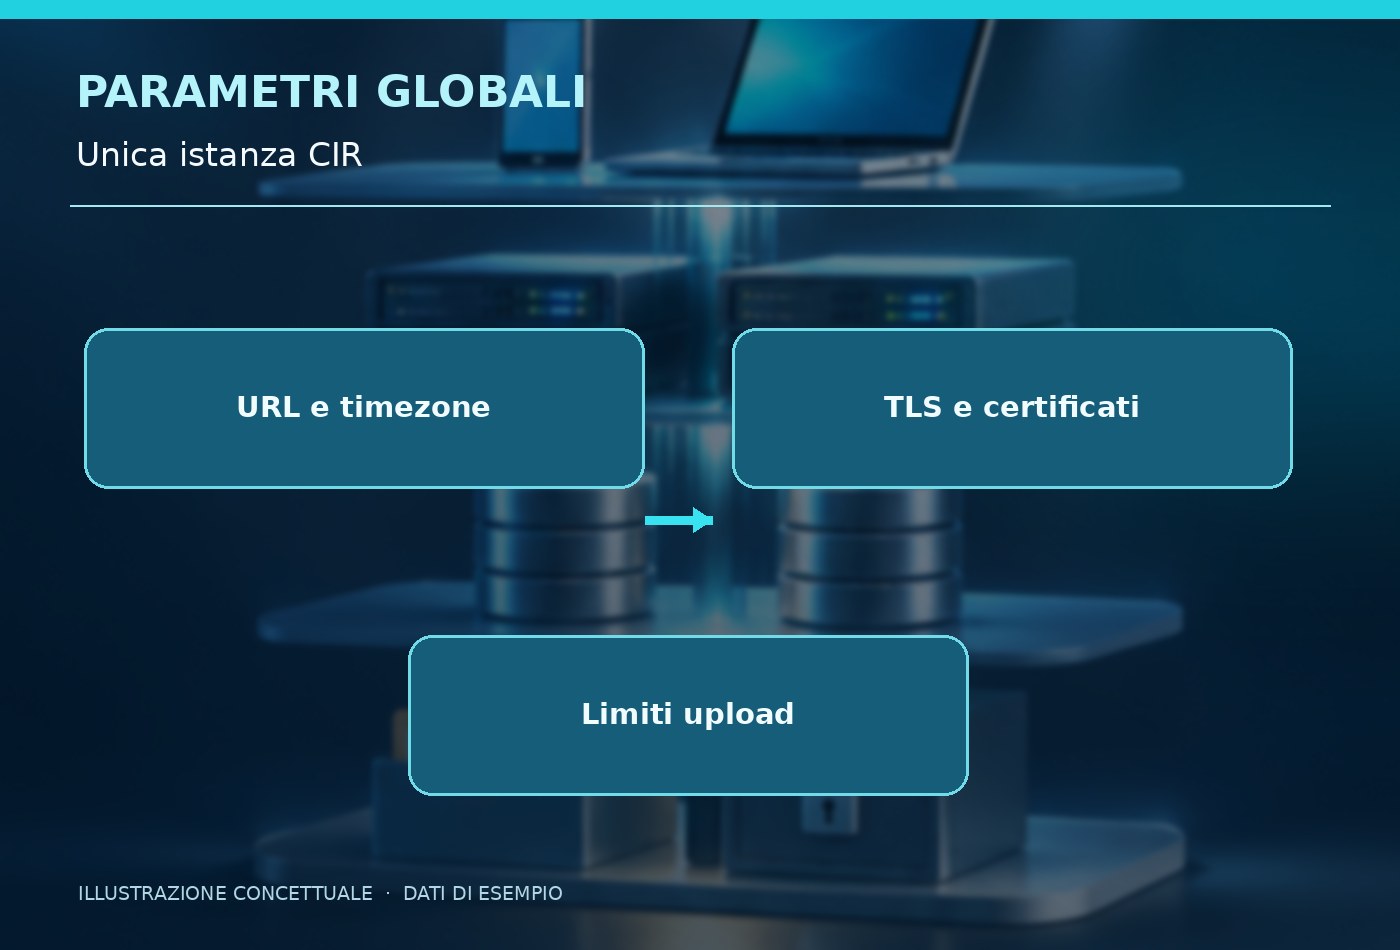 PARAMETRI GLOBALI
Unica istanza CIR
URL e timezone
TLS e certificati
Limiti upload
ILLUSTRAZIONE CONCETTUALE · DATI DI ESEMPIO